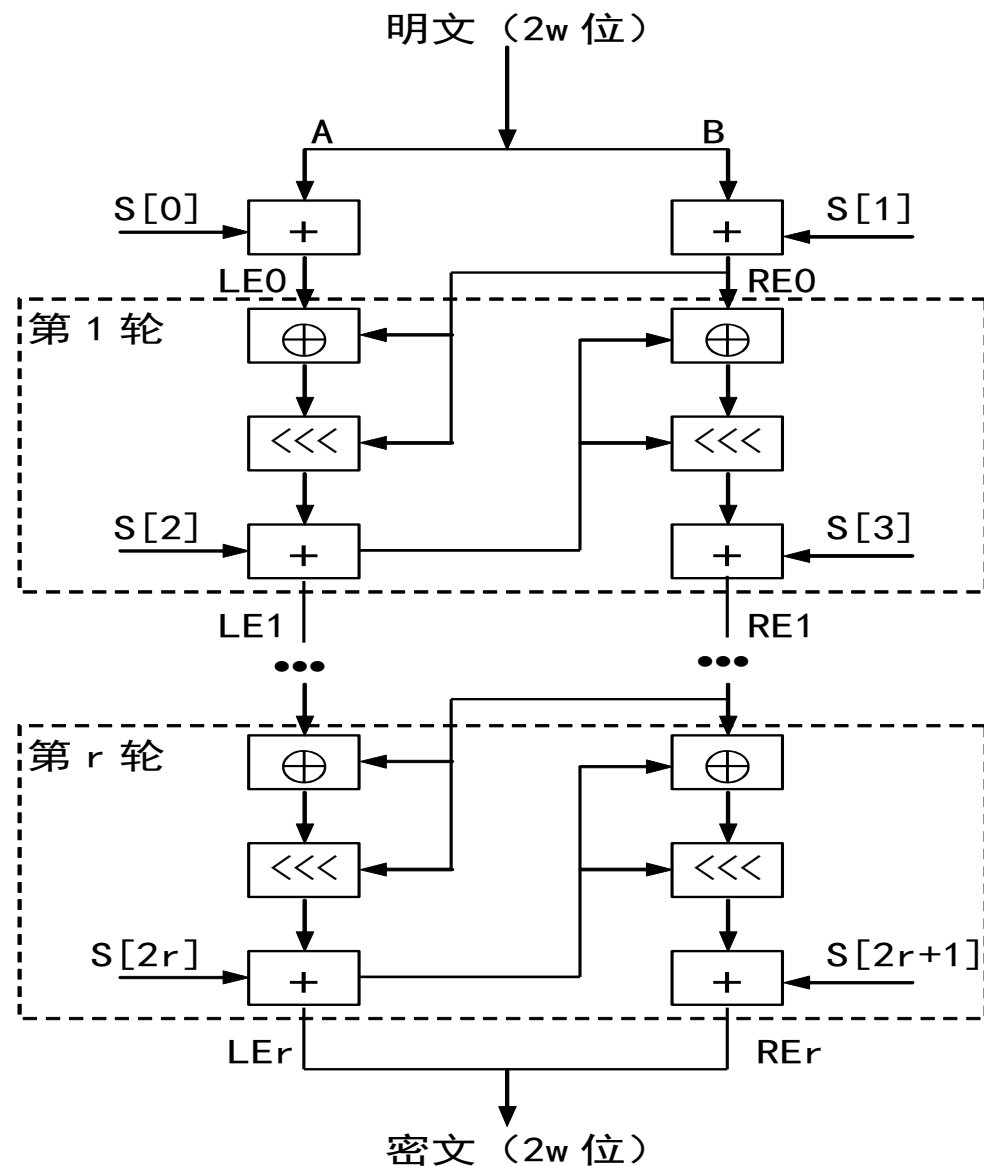 明文（2w 位）
A B
S[0] + + S[1]
LE0 RE0
第 1 轮
⊕ ⊕
<<< <<<
S[2] + + S[3]
LE1 RE1
••• •••
第 r 轮
⊕ ⊕
<<< <<<
S[2r] + + S[2r+1]
LEr REr
密文（2w 位）